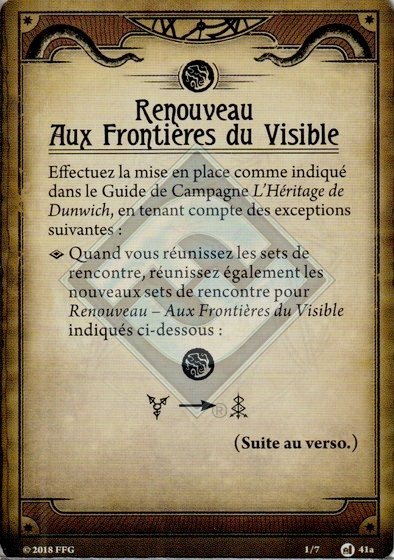 Renouveau
Aux Frontières du Visible
Effectuez la mise en place comme indiqué
dans le Guide de Campagne L’Héritage de
Dunwich, en tenant compte des exceptions
suivantes :
Quand vous réunissez les sets de
rencontre, réunissez également les
nouveaux sets de rencontre pour
Renouveau – Aux Frontières du Visible
indiqués ci-dessous :
®
(Suite au verso.)
© 2018 FFG 1/7 41a